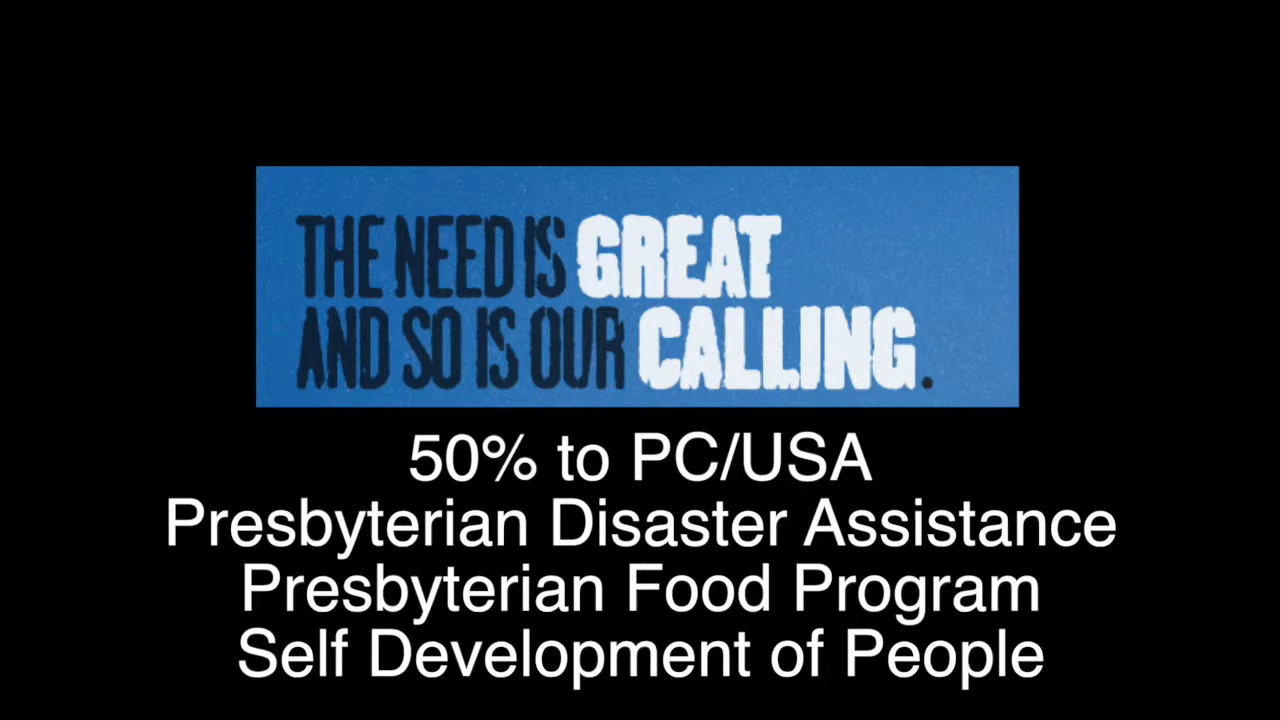 THE NEED IS GREAT
AND SO IS OUR CALLING.
50% to PC/USA
Presbyterian Disaster Assistance
Presbyterian Food Program
Self Development of People